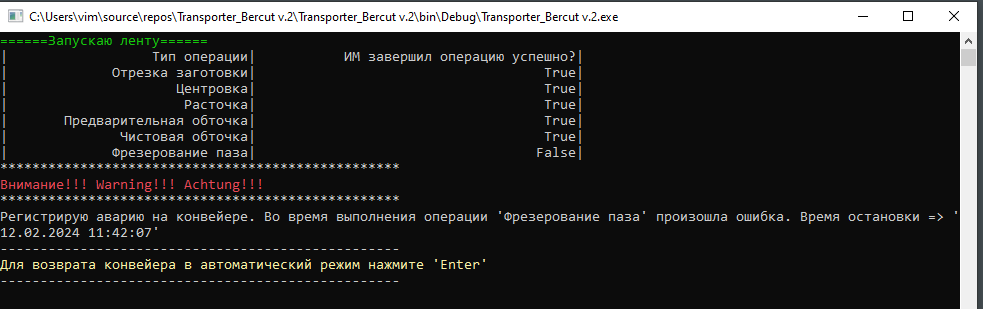 C:\Users\vim\source\repos\Transporter_Bercut v.2\Transporter_Bercut v.2\bin\Debug\Transporter_Bercut v.2.exe
======Запускаю ленту======
| Тип операции| ИМ завершил операцию успешно?|
| Отрезка заготовки| True|
| Центровка| True|
| Расточка| True|
| Предварительная обточка| True|
| Чистовая обточка| True|
| Фрезерование паза| False|
**************************************************
Внимание!!! Warning!!! Achtung!!!
**************************************************
Регистрирую аварию на конвейере. Во время выполнения операции 'Фрезерование паза' произошла ошибка. Время остановки => '
12.02.2024 11:42:07'
--------------------------------------------------
Для возврата конвейера в автоматический режим нажмите 'Enter'
--------------------------------------------------